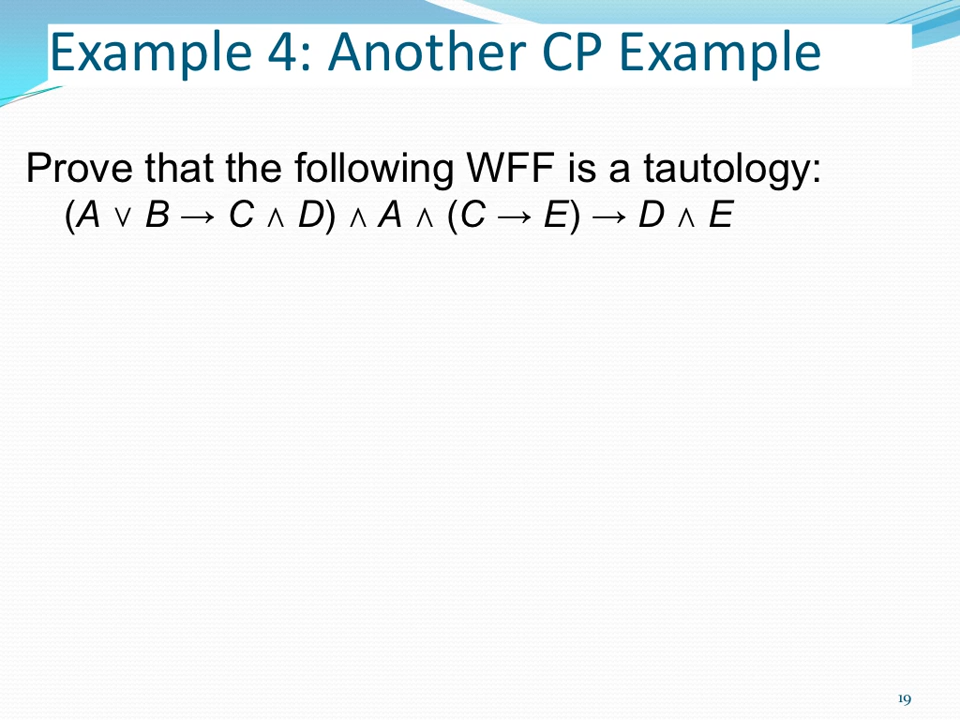 Example 4: Another CP Example
Prove that the following WFF is a tautology:
(A ∨ B → C ∧ D) ∧ A ∧ (C → E) → D ∧ E
19